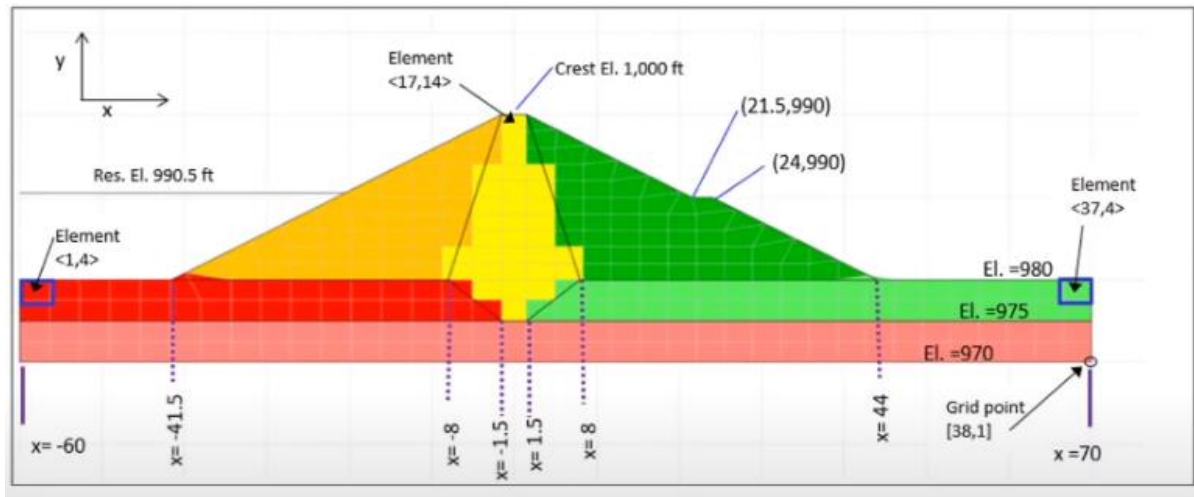 y
x
Element
<17,14>
Crest El. 1,000 ft
(21.5,990)
(24,990)
Res. El. 990.5 ft
Element
<37,4>
Element
<1,4>
El. =980
El. =975
El. =970
x= -60
x= -41.5
x= -8
x= -1.5
x= 1.5
x= 8
x= 44
Grid point
[38,1]
x =70